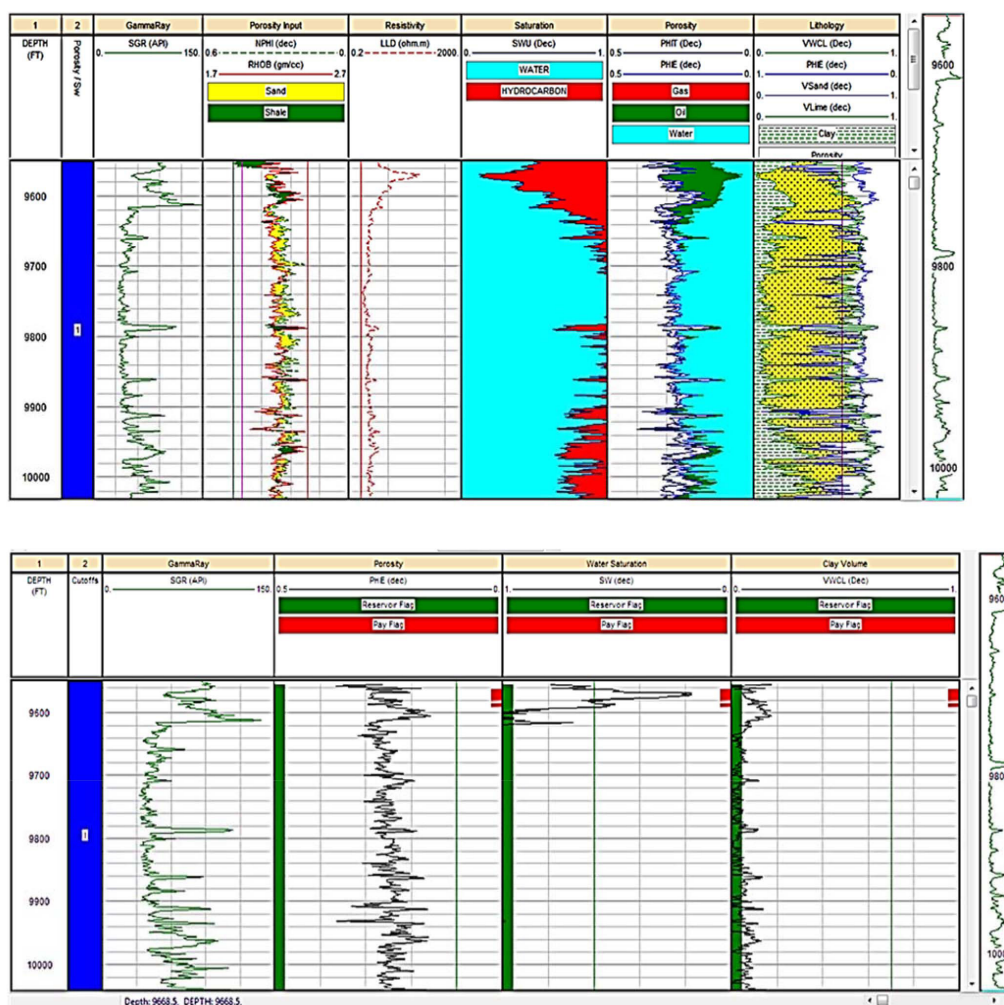 1 2 GammaRay Porosity Input Resistivity Saturation Porosity Lithology
DEPTH (FT) Porosity / Sw SGR (API) NPHI (dec) LLD (ohm.m) SWU (Dec) PHIT (Dec) VWCL (Dec)
0. 150. 0.6 0. 0.2 2000. 0. 1. 0.5 0. 0. 1.
RHOB (gm/cc) WATER PHIE (Dec) PHIE (dec)
1.7 2.7 0.5 0. 1. 0.
Sand HYDROCARBON Gas VSand (dec)
0. 1.
Shale Oil VLime (dec)
0. 1.
Water Clay
Porosity
9600
9800
10000
9600
9700
9800
1
9900
10000
1 2 GammaRay Porosity Water Saturation Clay Volume
DEPTH (FT) Cutoffs SGR (API) PHIE (dec) SW (dec) VWCL (Dec)
0. 150. 0.5 0. 1. 0. 0. 1.
Reservoir Flag Reservoir Flag Reservoir Flag
Pay Flag Pay Flag Pay Flag
9600
9700
9800
1
9900
10000
Depth: 9668.5, DEPTH: 9668.5,